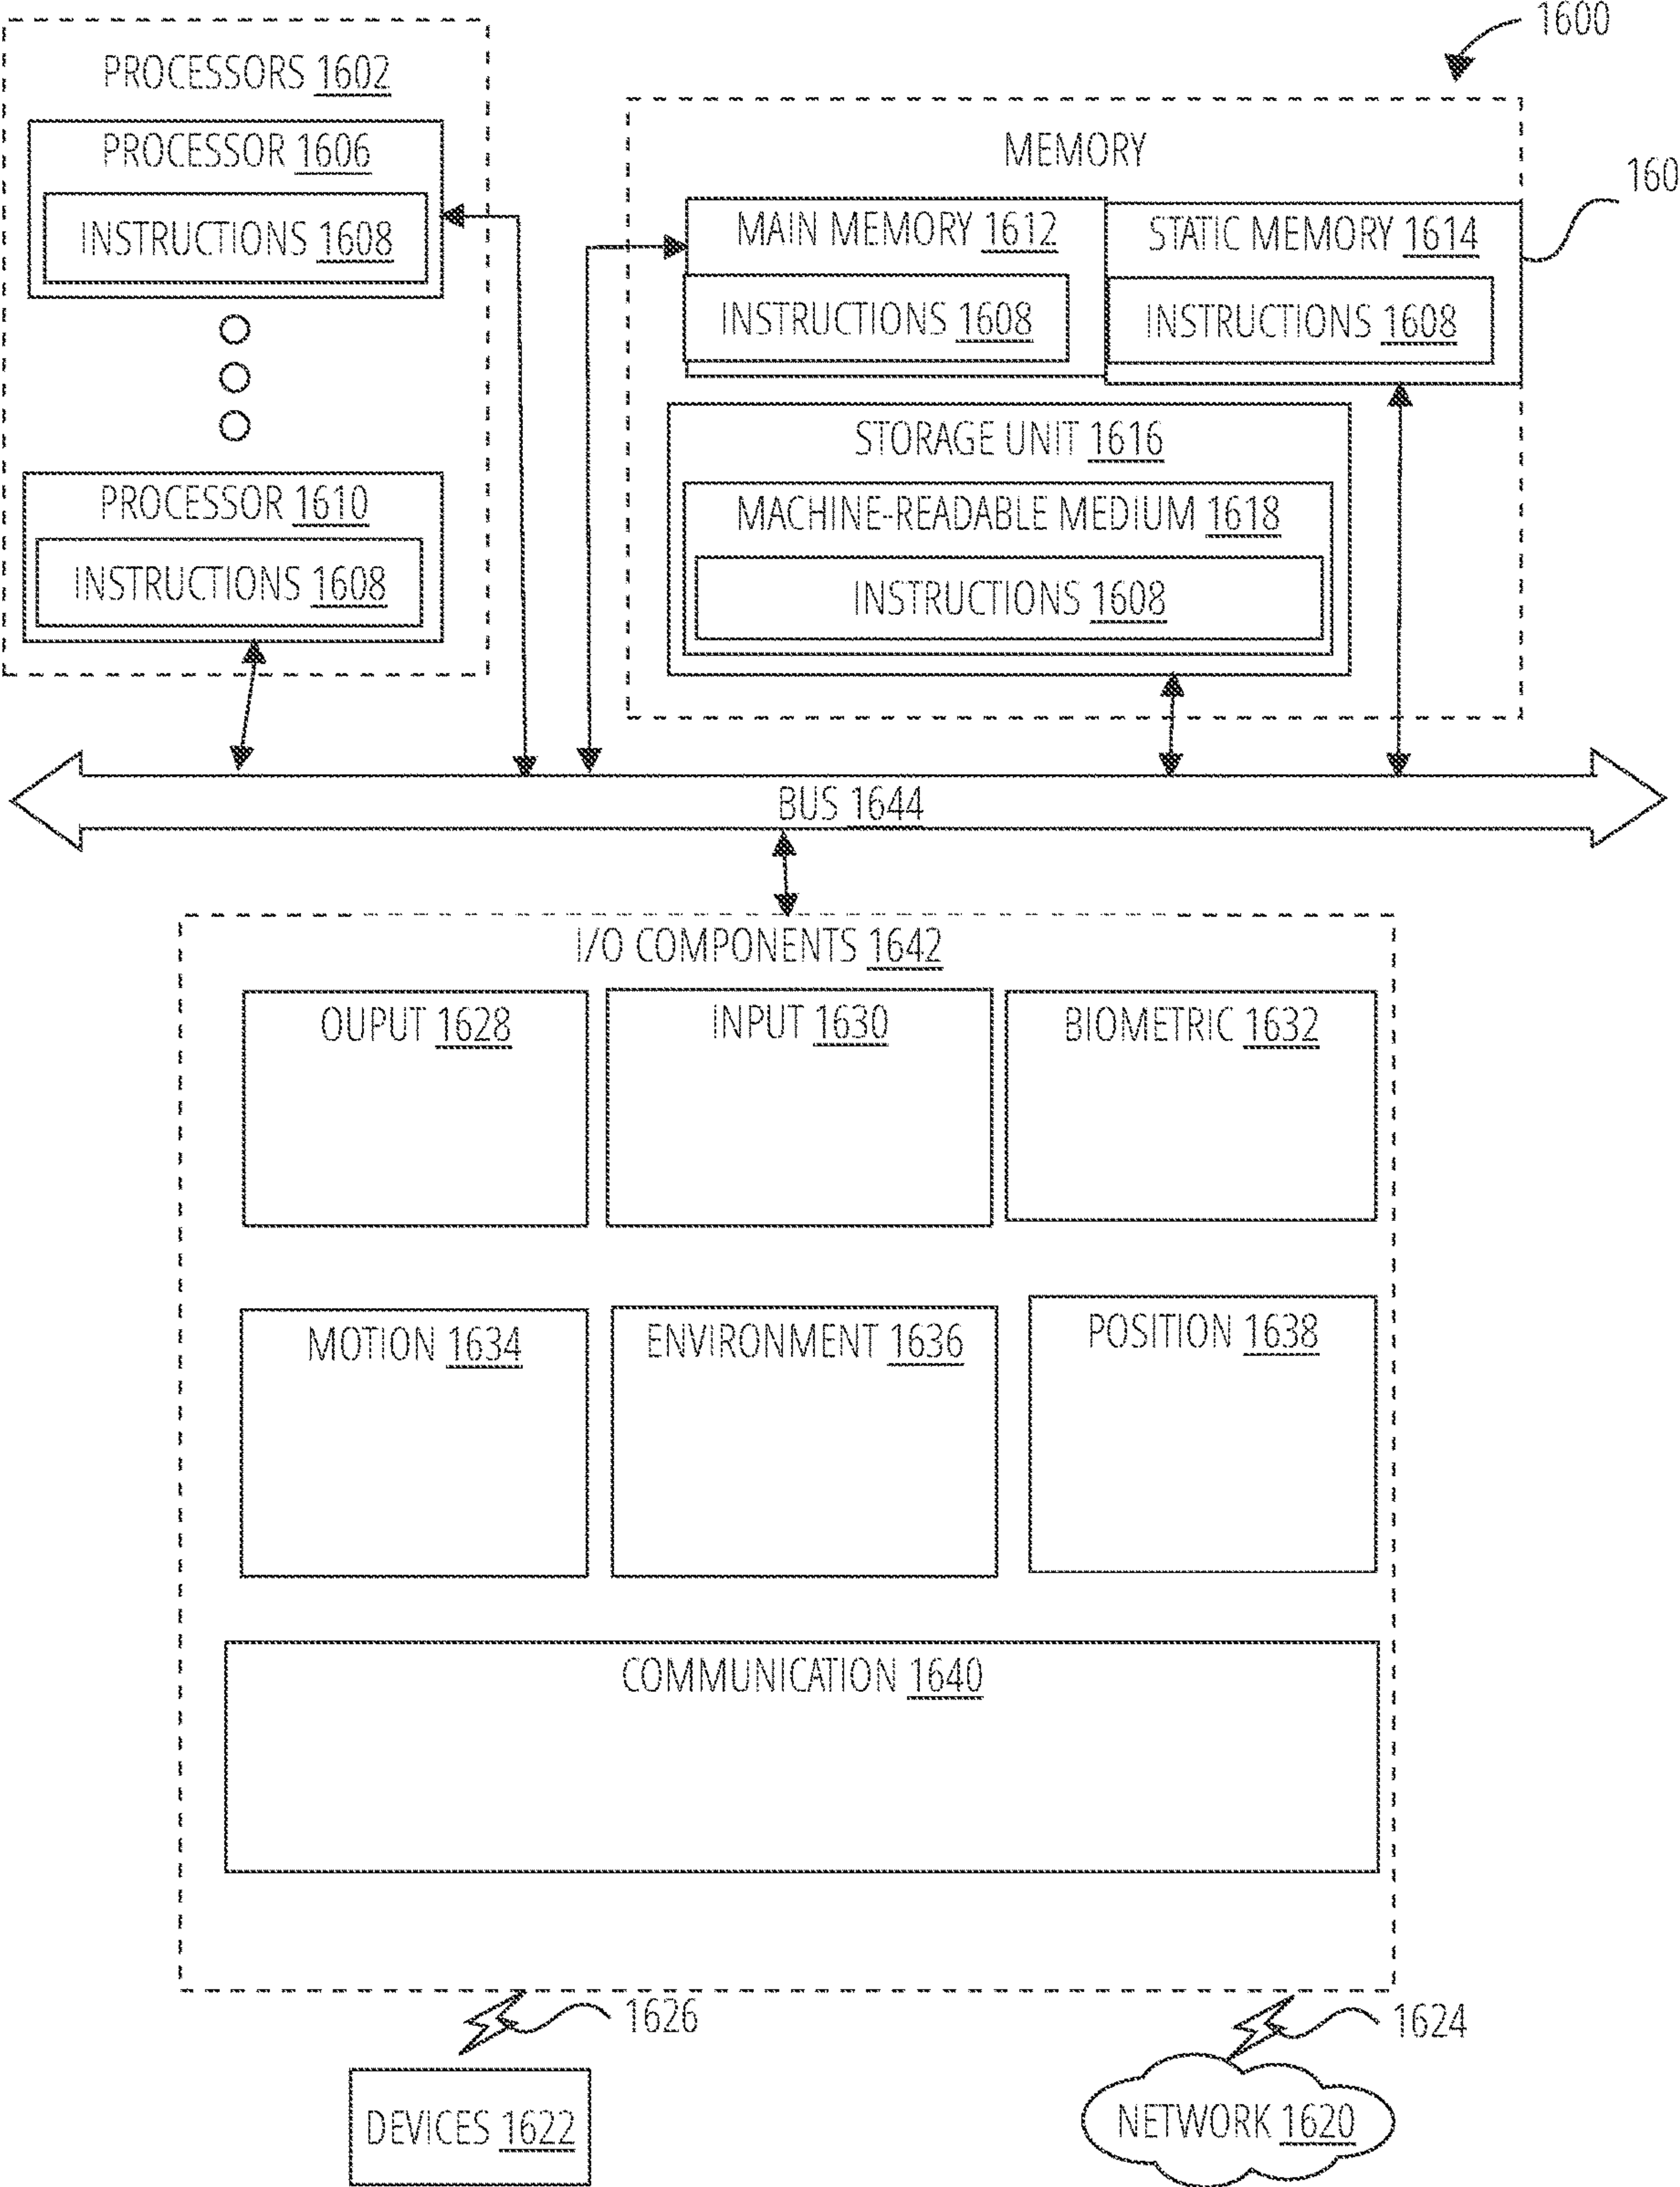 1600
PROCESSORS 1602
PROCESSOR 1606
INSTRUCTIONS 1608
PROCESSOR 1610
INSTRUCTIONS 1608
MEMORY
160
MAIN MEMORY 1612
INSTRUCTIONS 1608
STATIC MEMORY 1614
INSTRUCTIONS 1608
STORAGE UNIT 1616
MACHINE-READABLE MEDIUM 1618
INSTRUCTIONS 1608
BUS 1644
I/O COMPONENTS 1642
OUPUT 1628
INPUT 1630
BIOMETRIC 1632
MOTION 1634
ENVIRONMENT 1636
POSITION 1638
COMMUNICATION 1640
1626
1624
DEVICES 1622
NETWORK 1620